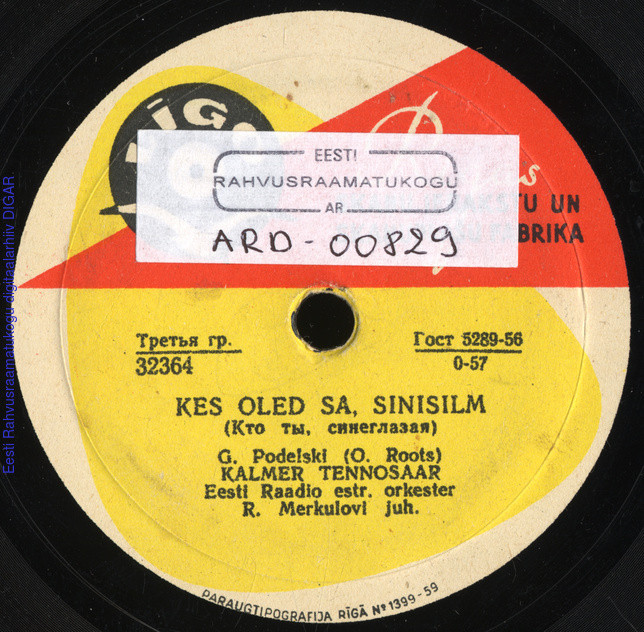 EESTI
RAHVUSRAAMATUKOGU
AR
ARD-00829
TU UN
BRIKA
Третья гр.
32364
Гост 5289-56
0-57
KES OLED SA, SINISILM
(Кто ты, синеглазая)
G. Podelski (O. Roots)
KALMER TENNOSAAR
Eesti Raadio estr. orkester
R. Merkulovi juh.
PARAUGTIPOGRAFIJA RĪGĀ № 1399-59
Eesti Rahvusraamatukogu digitaalarhiiv DIGAR